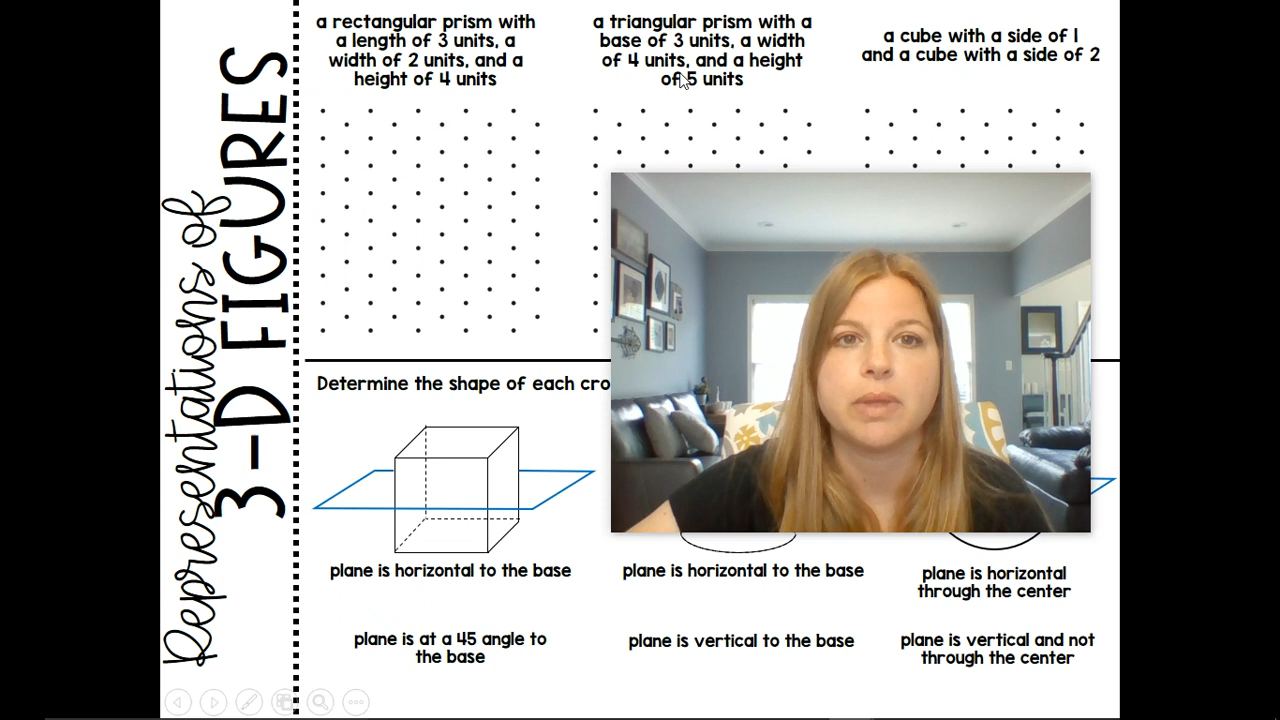 Representations of
3-D FIGURES
a rectangular prism with
a length of 3 units, a
width of 2 units, and a
height of 4 units
a triangular prism with a
base of 3 units, a width
of 4 units, and a height
of 5 units
a cube with a side of 1
and a cube with a side of 2
Determine the shape of each cro
plane is horizontal to the base
plane is horizontal to the base
plane is horizontal
through the center
plane is at a 45 angle to
the base
plane is vertical to the base
plane is vertical and not
through the center